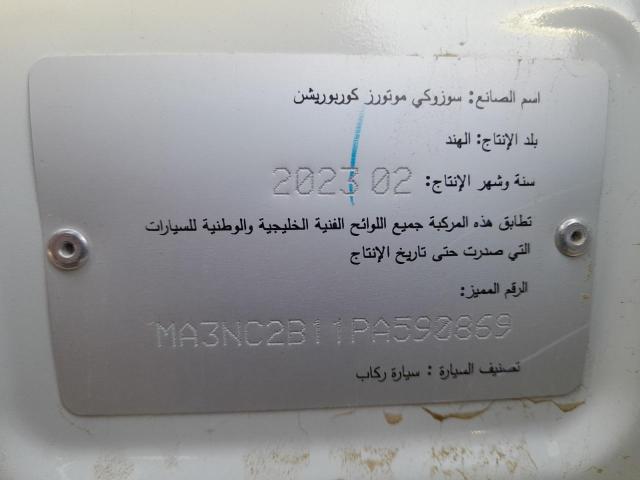 اسم الصانع: سوزوكي موتورز كوربوريشن
بلد الإنتاج: الهند
سنة وشهر الإنتاج: 02 2023
تطابق هذه المركبة جميع اللوائح الفنية الخليجية والوطنية للسيارات
التي صدرت حتى تاريخ الإنتاج
الرقم المميز:
MA3NC2B11PA590869
تصنيف السيارة : سيارة ركاب